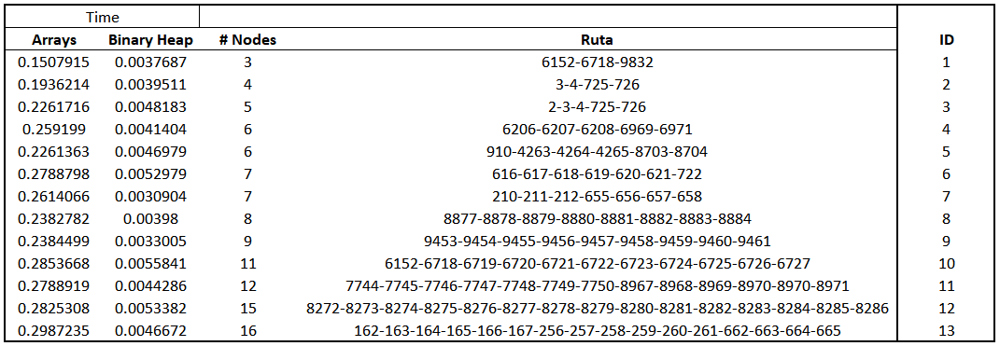 Time
Arrays Binary Heap # Nodes Ruta ID
0.1507915 0.0037687 3 6152-6718-9832 1
0.1936214 0.0039511 4 3-4-725-726 2
0.2261716 0.0048183 5 2-3-4-725-726 3
0.259199 0.0041404 6 6206-6207-6208-6969-6971 4
0.2261363 0.0046979 6 910-4263-4264-4265-8703-8704 5
0.2788798 0.0052979 7 616-617-618-619-620-621-722 6
0.2614066 0.0030904 7 210-211-212-655-656-657-658 7
0.2382782 0.00398 8 8877-8878-8879-8880-8881-8882-8883-8884 8
0.2384499 0.0033005 9 9453-9454-9455-9456-9457-9458-9459-9460-9461 9
0.2853668 0.0055841 11 6152-6718-6719-6720-6721-6722-6723-6724-6725-6726-6727 10
0.2788919 0.0044286 12 7744-7745-7746-7747-7748-7749-7750-8967-8968-8969-8970-8970-8971 11
0.2825308 0.0053382 15 8272-8273-8274-8275-8276-8277-8278-8279-8280-8281-8282-8283-8284-8285-8286 12
0.2987235 0.0046672 16 162-163-164-165-166-167-256-257-258-259-260-261-662-663-664-665 13